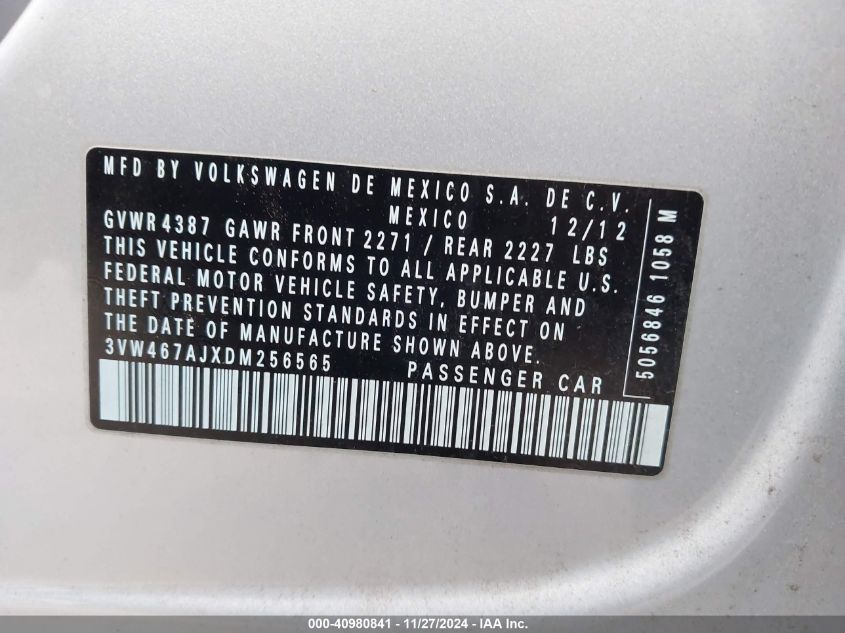 MFD BY VOLKSWAGEN DE MEXICO S.A. DE C.V.
MEXICO 12/12
GVWR4387 GAWR FRONT 2271 / REAR 2227 LBS
THIS VEHICLE CONFORMS TO ALL APPLICABLE U.S.
FEDERAL MOTOR VEHICLE SAFETY, BUMPER AND
THEFT PREVENTION STANDARDS IN EFFECT ON
THE DATE OF MANUFACTURE SHOWN ABOVE.
3VW467AJXDM256565 PASSENGER CAR
5056846 1058 M
000-40980841 - 11/27/2024 - IAA Inc.